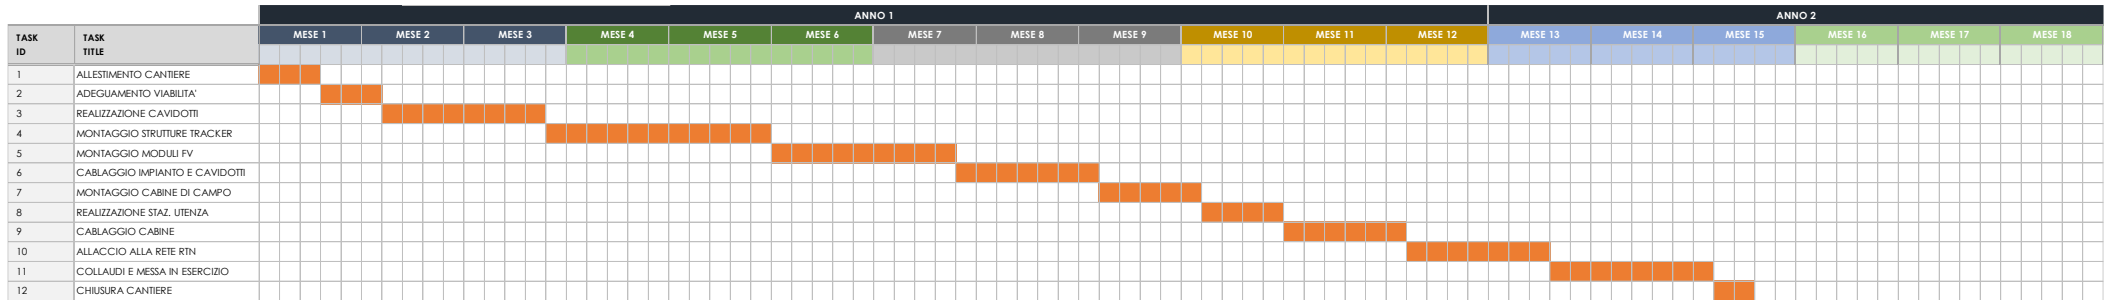 ANNO 1 ANNO 2
TASK ID TASK TITLE MESE 1 MESE 2 MESE 3 MESE 4 MESE 5 MESE 6 MESE 7 MESE 8 MESE 9 MESE 10 MESE 11 MESE 12 MESE 13 MESE 14 MESE 15 MESE 16 MESE 17 MESE 18
1 ALLESTIMENTO CANTIERE
2 ADEGUAMENTO VIABILITA'
3 REALIZZAZIONE CAVIDOTTI
4 MONTAGGIO STRUTTURE TRACKER
5 MONTAGGIO MODULI FV
6 CABLAGGIO IMPIANTO E CAVIDOTTI
7 MONTAGGIO CABINE DI CAMPO
8 REALIZZAZIONE STAZ. UTENZA
9 CABLAGGIO CABINE
10 ALLACCIO ALLA RETE RTN
11 COLLAUDI E MESSA IN ESERCIZIO
12 CHIUSURA CANTIERE